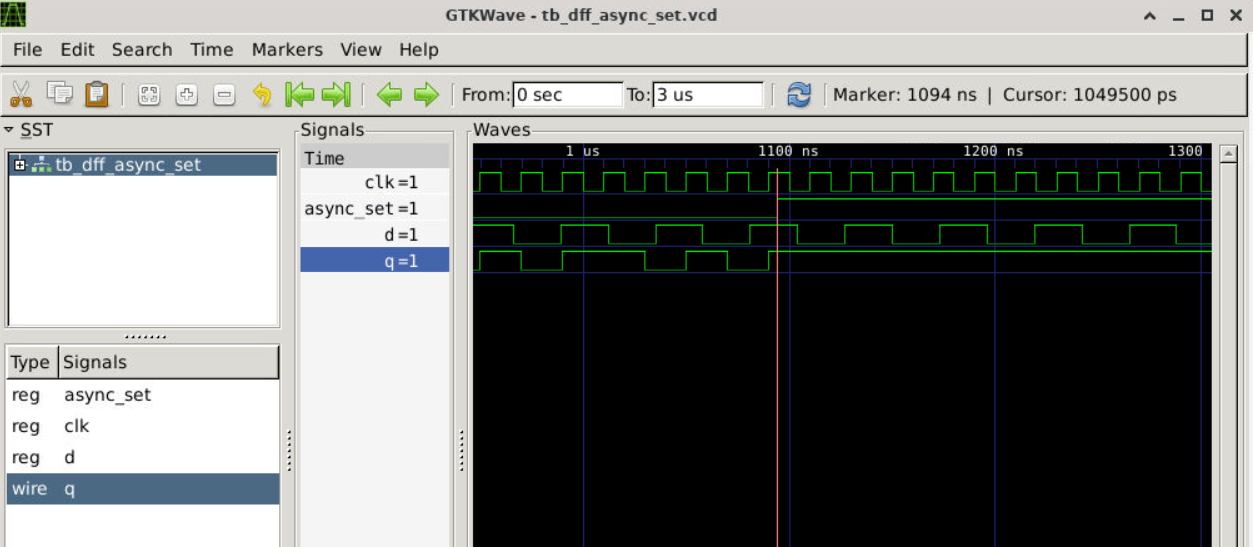 GTKWave - tb_dff_async_set.vcd
File Edit Search Time Markers View Help
From: 0 sec To: 3 us Marker: 1094 ns | Cursor: 1049500 ps
SST
tb_dff_async_set
Type Signals
reg async_set
reg clk
reg d
wire q
Signals
Time
clk=1
async_set=1
d=1
q=1
Waves
1 us 1100 ns 1200 ns 1300